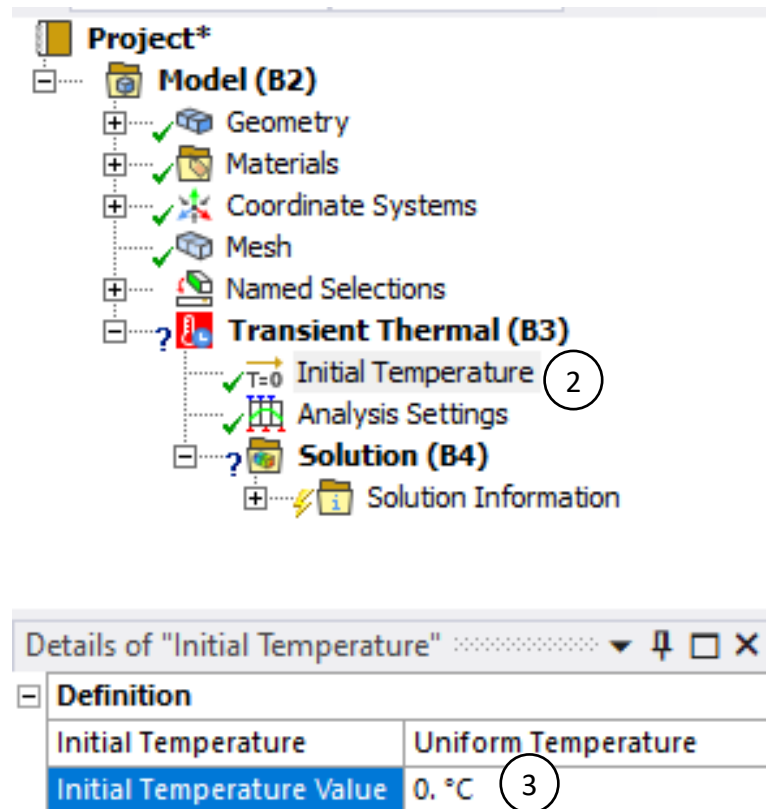 Project*
Model (B2)
Geometry
Materials
Coordinate Systems
Mesh
Named Selections
? Transient Thermal (B3)
T=0 Initial Temperature 2
Analysis Settings
? Solution (B4)
i Solution Information
Details of "Initial Temperature"
Definition
Initial Temperature Uniform Temperature
Initial Temperature Value 0. °C 3